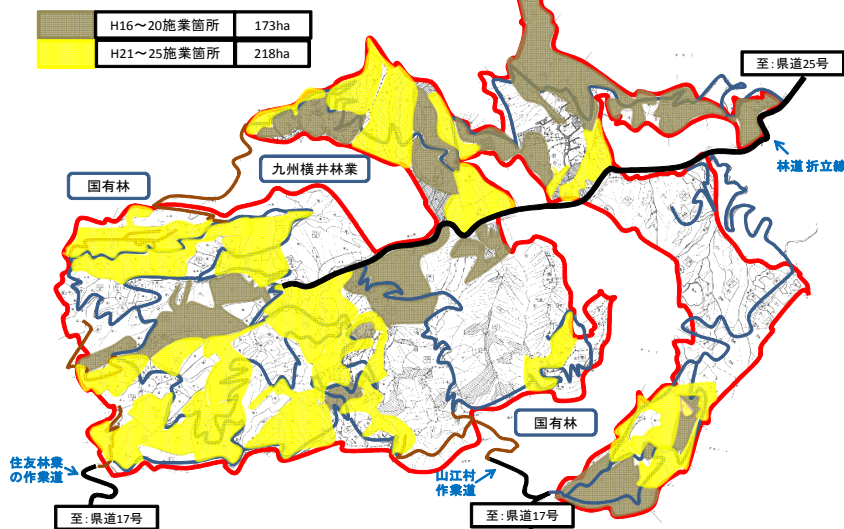 H16～20施業箇所 173ha
H21～25施業箇所 218ha
至：県道25号
林道 折立線
九州横井林業
国有林
国有林
住友林業
の作業道
山江村
作業道
至：県道17号
至：県道17号